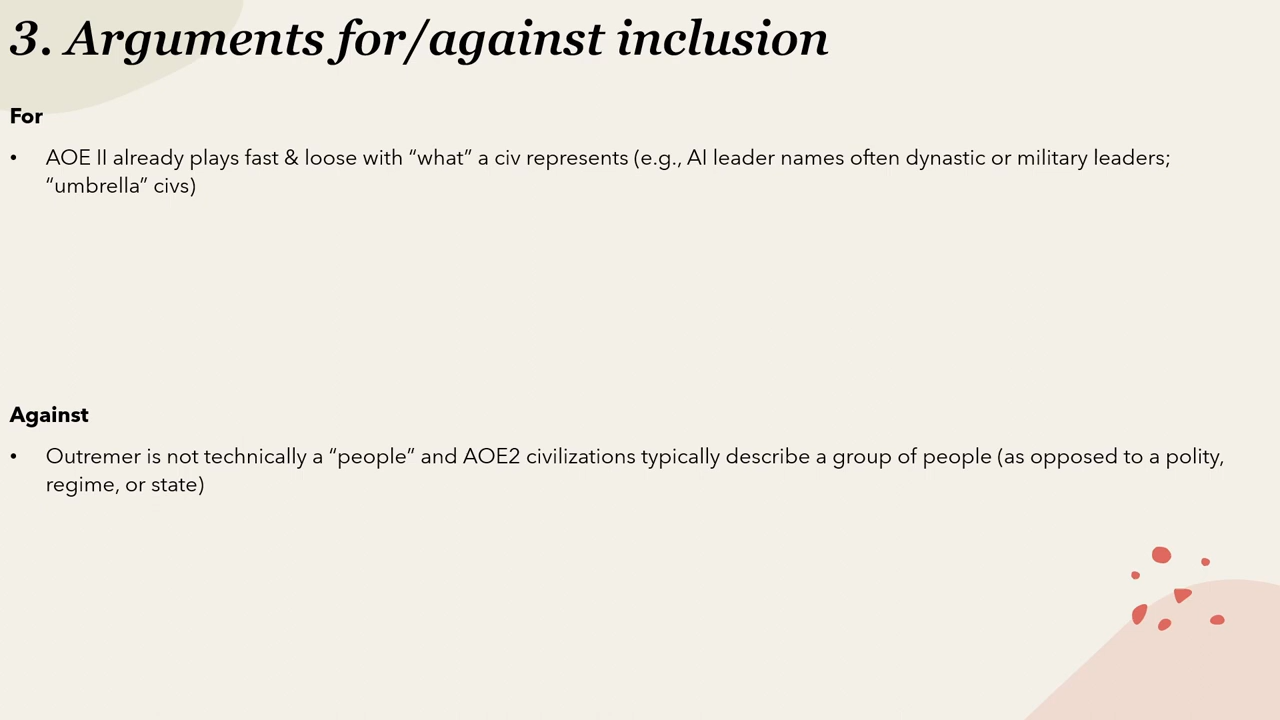 3. Arguments for/against inclusion
For
• AOE II already plays fast & loose with “what” a civ represents (e.g., AI leader names often dynastic or military leaders;
“umbrella” civs)
Against
• Outremer is not technically a “people” and AOE2 civilizations typically describe a group of people (as opposed to a polity,
regime, or state)